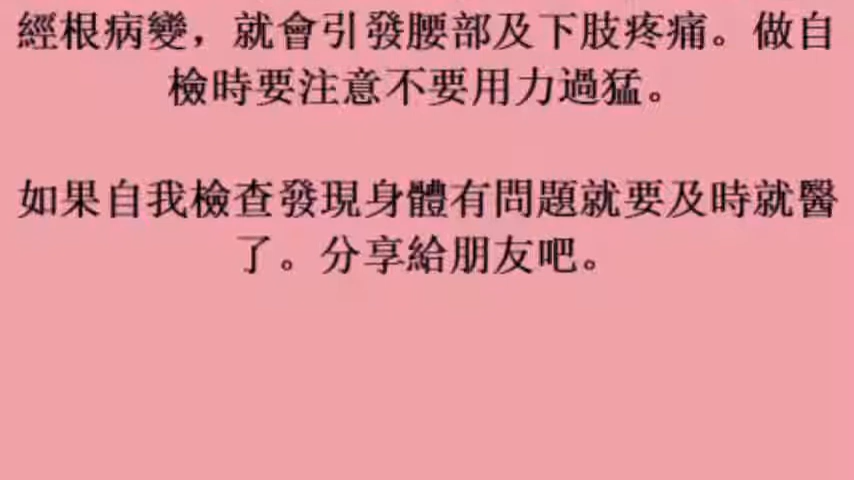 經根病變，就會引發腰部及下肢疼痛。做自
檢時要注意不要用力過猛。
如果自我檢查發現身體有問題就要及時就醫
了。分享給朋友吧。